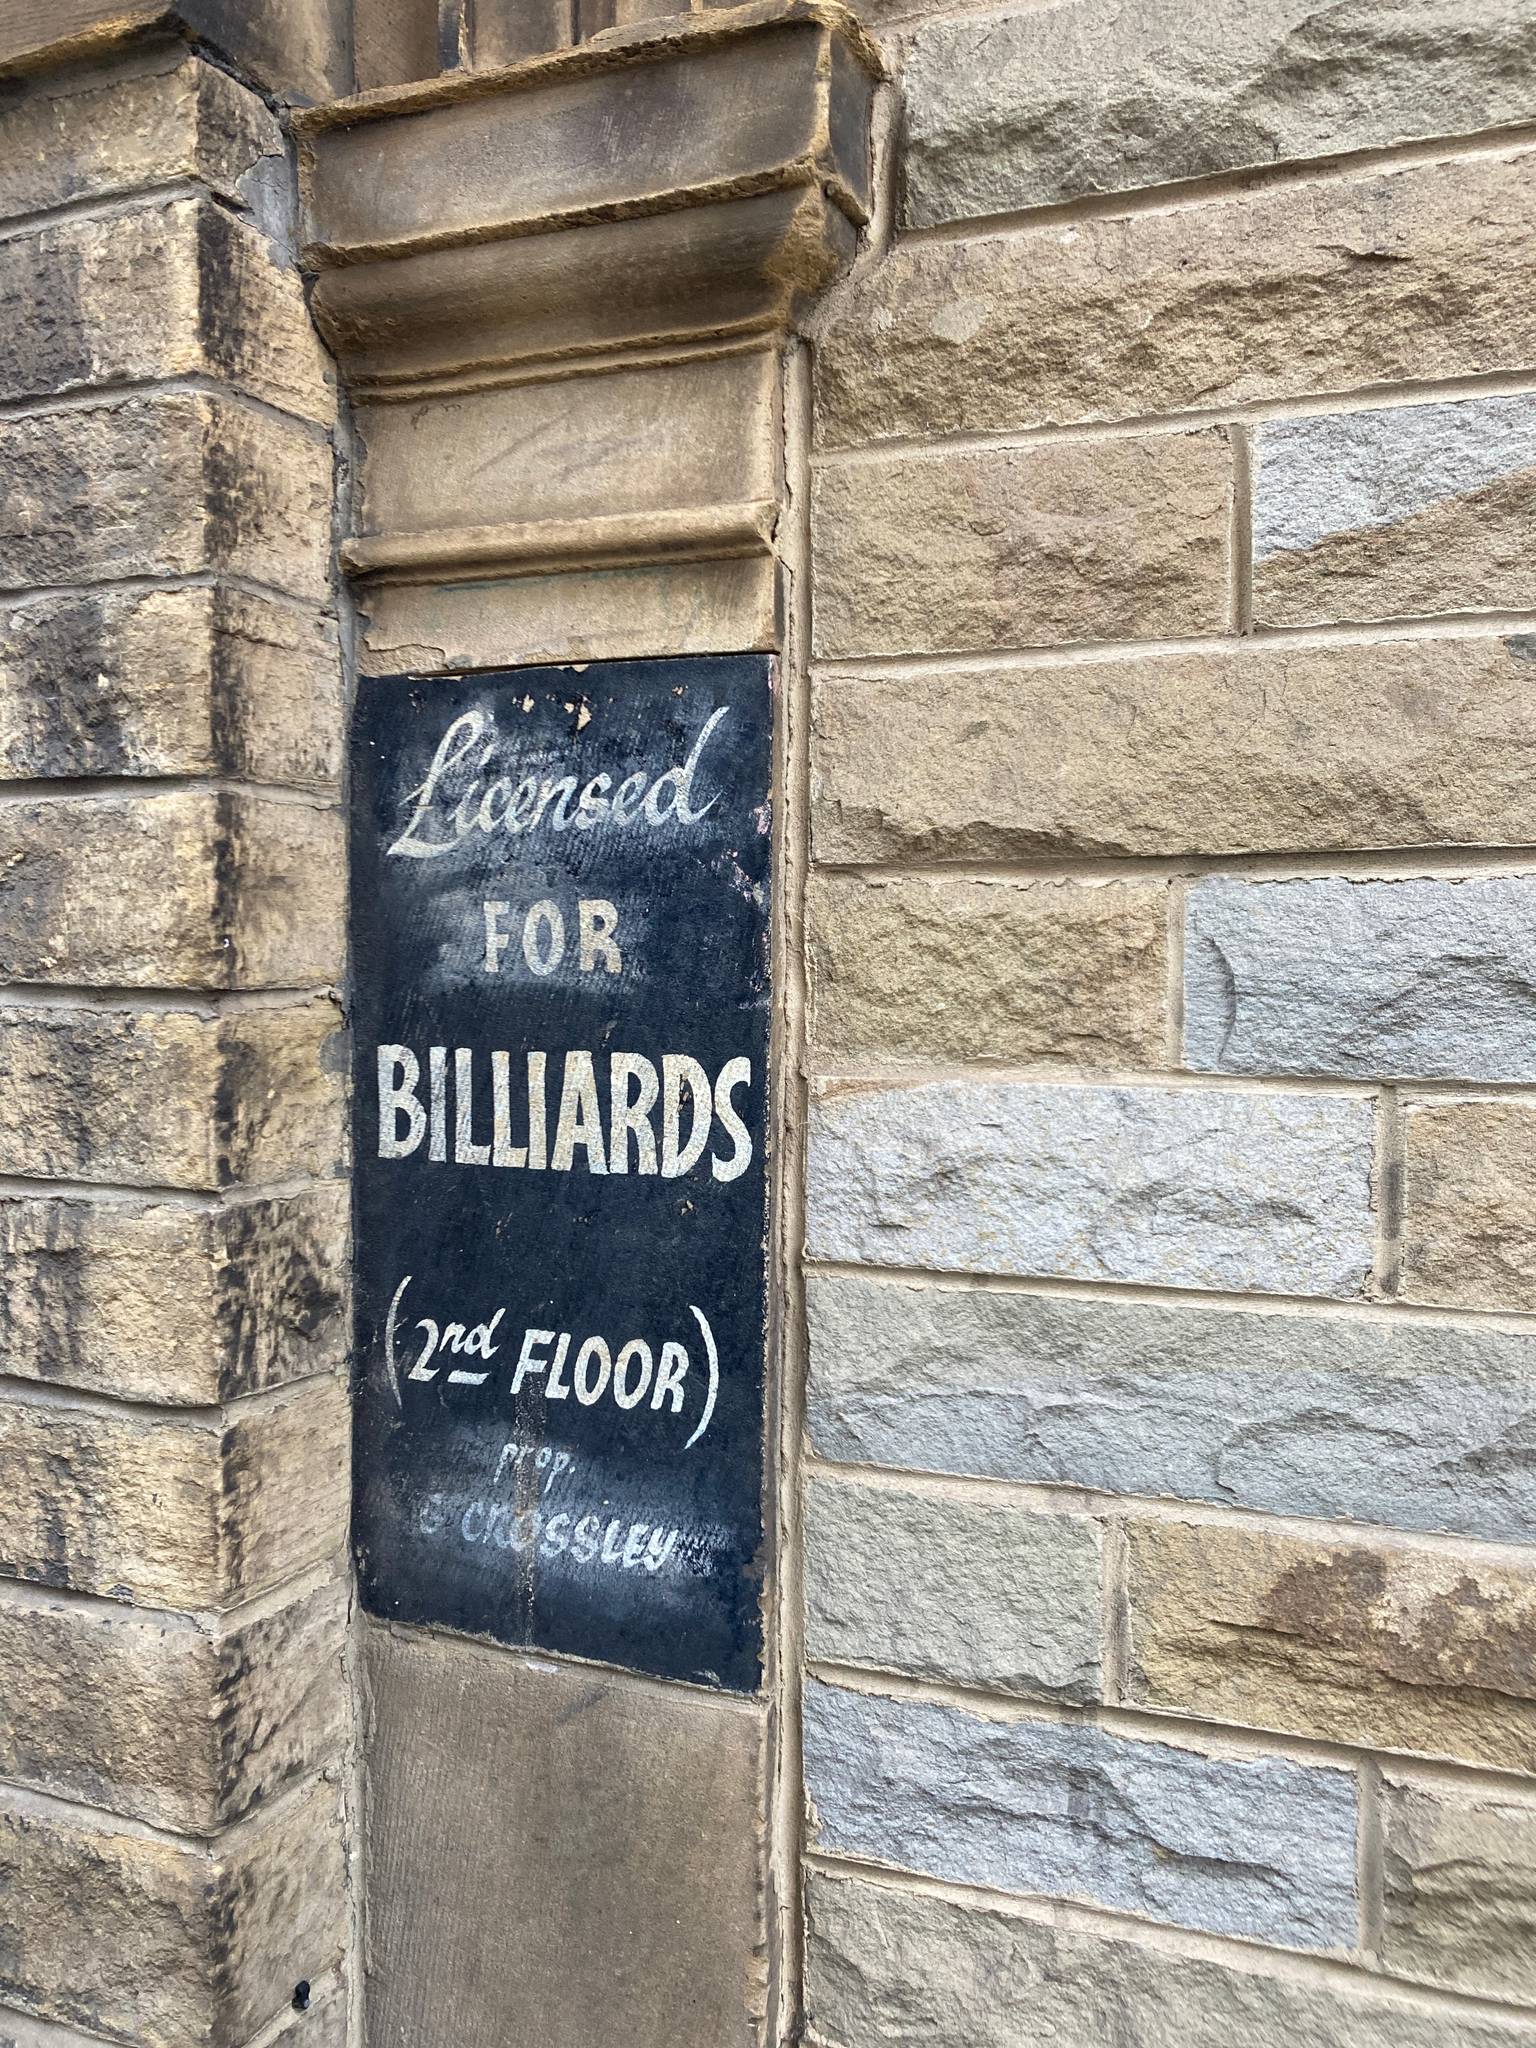 Licensed
FOR
BILLIARDS
(2nd FLOOR)
prop.
CROSSLEY